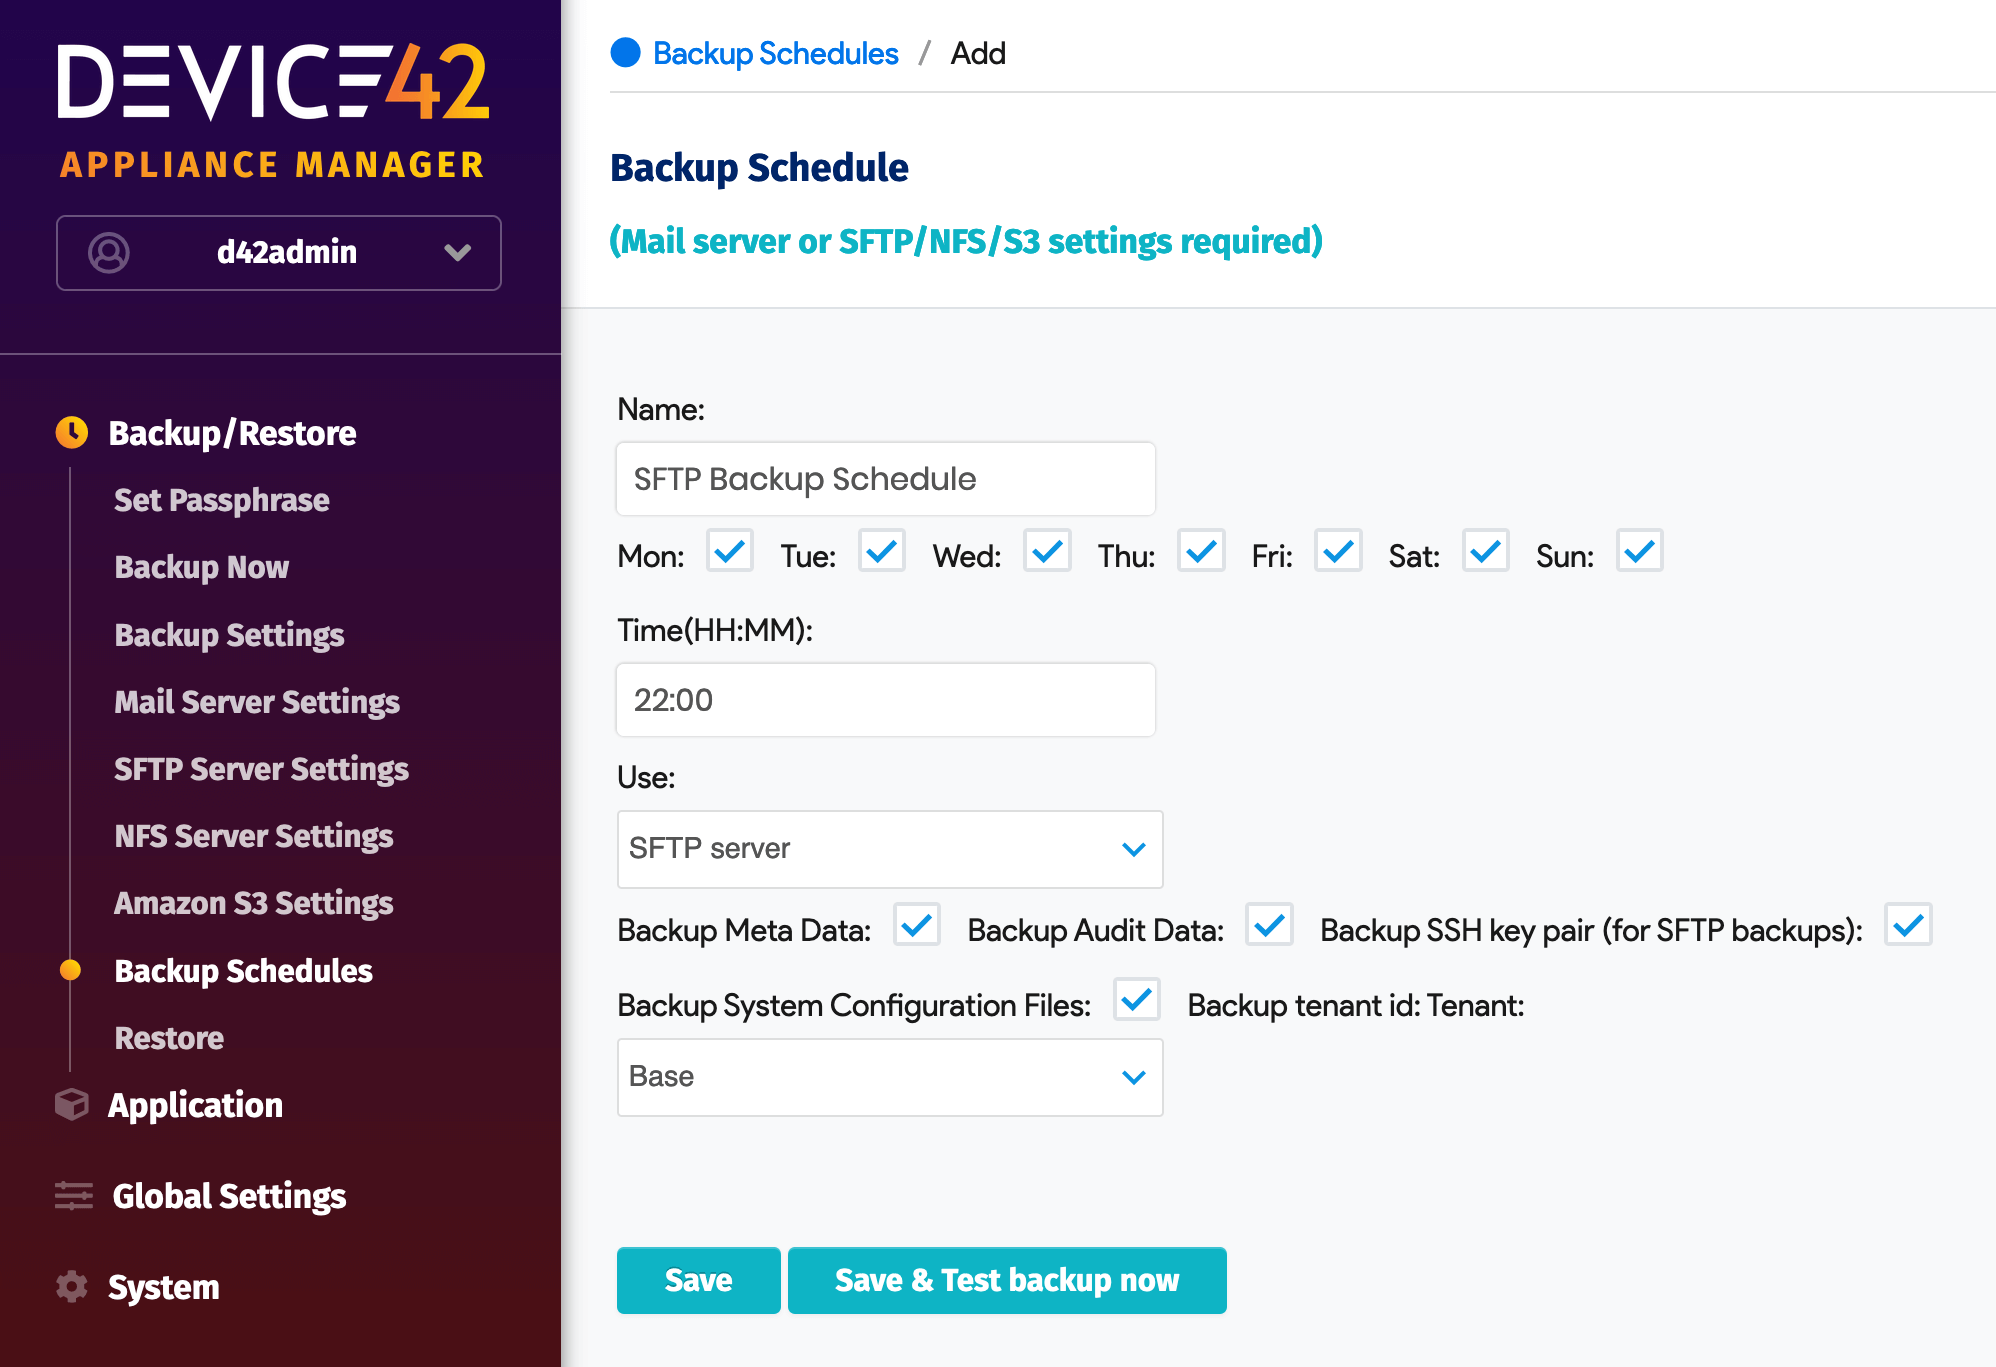 DEVICE42
APPLIANCE MANAGER
d42admin
Backup/Restore
Set Passphrase
Backup Now
Backup Settings
Mail Server Settings
SFTP Server Settings
NFS Server Settings
Amazon S3 Settings
Backup Schedules
Restore
Application
Global Settings
System
Backup Schedules / Add
Backup Schedule
(Mail server or SFTP/NFS/S3 settings required)
Name:
SFTP Backup Schedule
Mon: Tue: Wed: Thu: Fri: Sat: Sun:
Time(HH:MM):
22:00
Use:
SFTP server
Backup Meta Data: Backup Audit Data: Backup SSH key pair (for SFTP backups):
Backup System Configuration Files: Backup tenant id: Tenant:
Base
Save Save & Test backup now